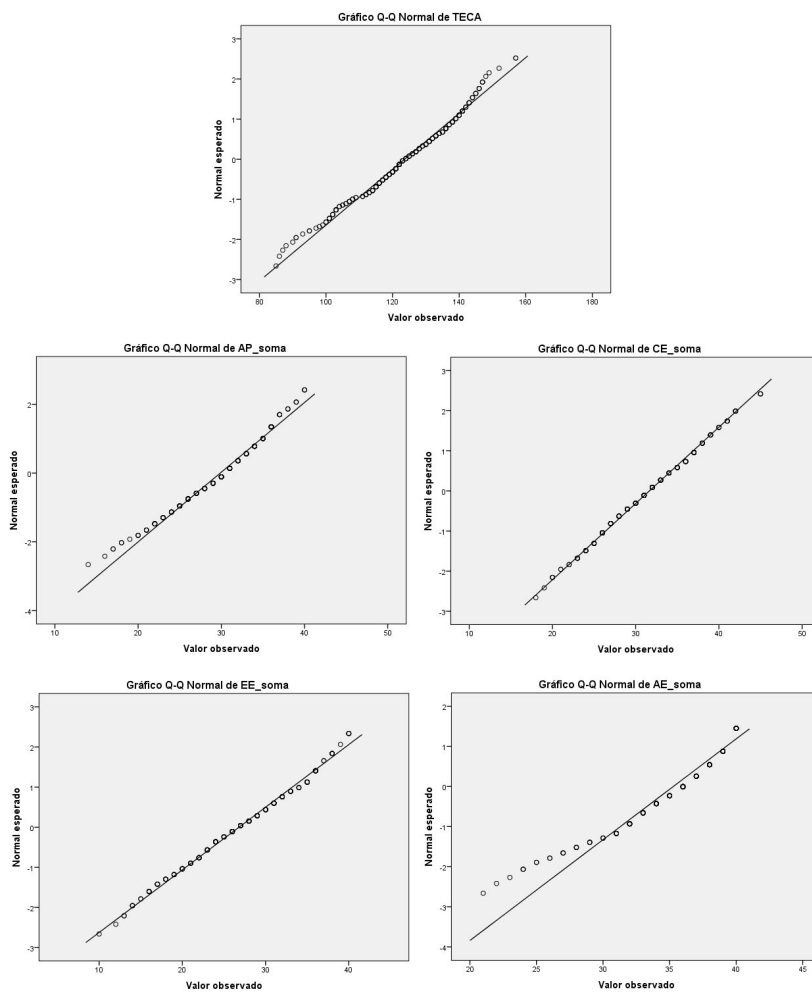 Gráfico Q-Q Normal de TECA
Normal esperado
3
2
1
0
-1
-2
-3
80 100 120 140 160 180
Valor observado
Gráfico Q-Q Normal de AP_soma
Normal esperado
2
0
-2
-4
10 20 30 40 50
Valor observado
Gráfico Q-Q Normal de CE_soma
Normal esperado
3
2
1
0
-1
-2
-3
10 20 30 40 50
Valor observado
Gráfico Q-Q Normal de EE_soma
Normal esperado
3
2
1
0
-1
-2
-3
10 20 30 40
Valor observado
Gráfico Q-Q Normal de AE_soma
Normal esperado
2
1
0
-1
-2
-3
-4
20 25 30 35 40 45
Valor observado